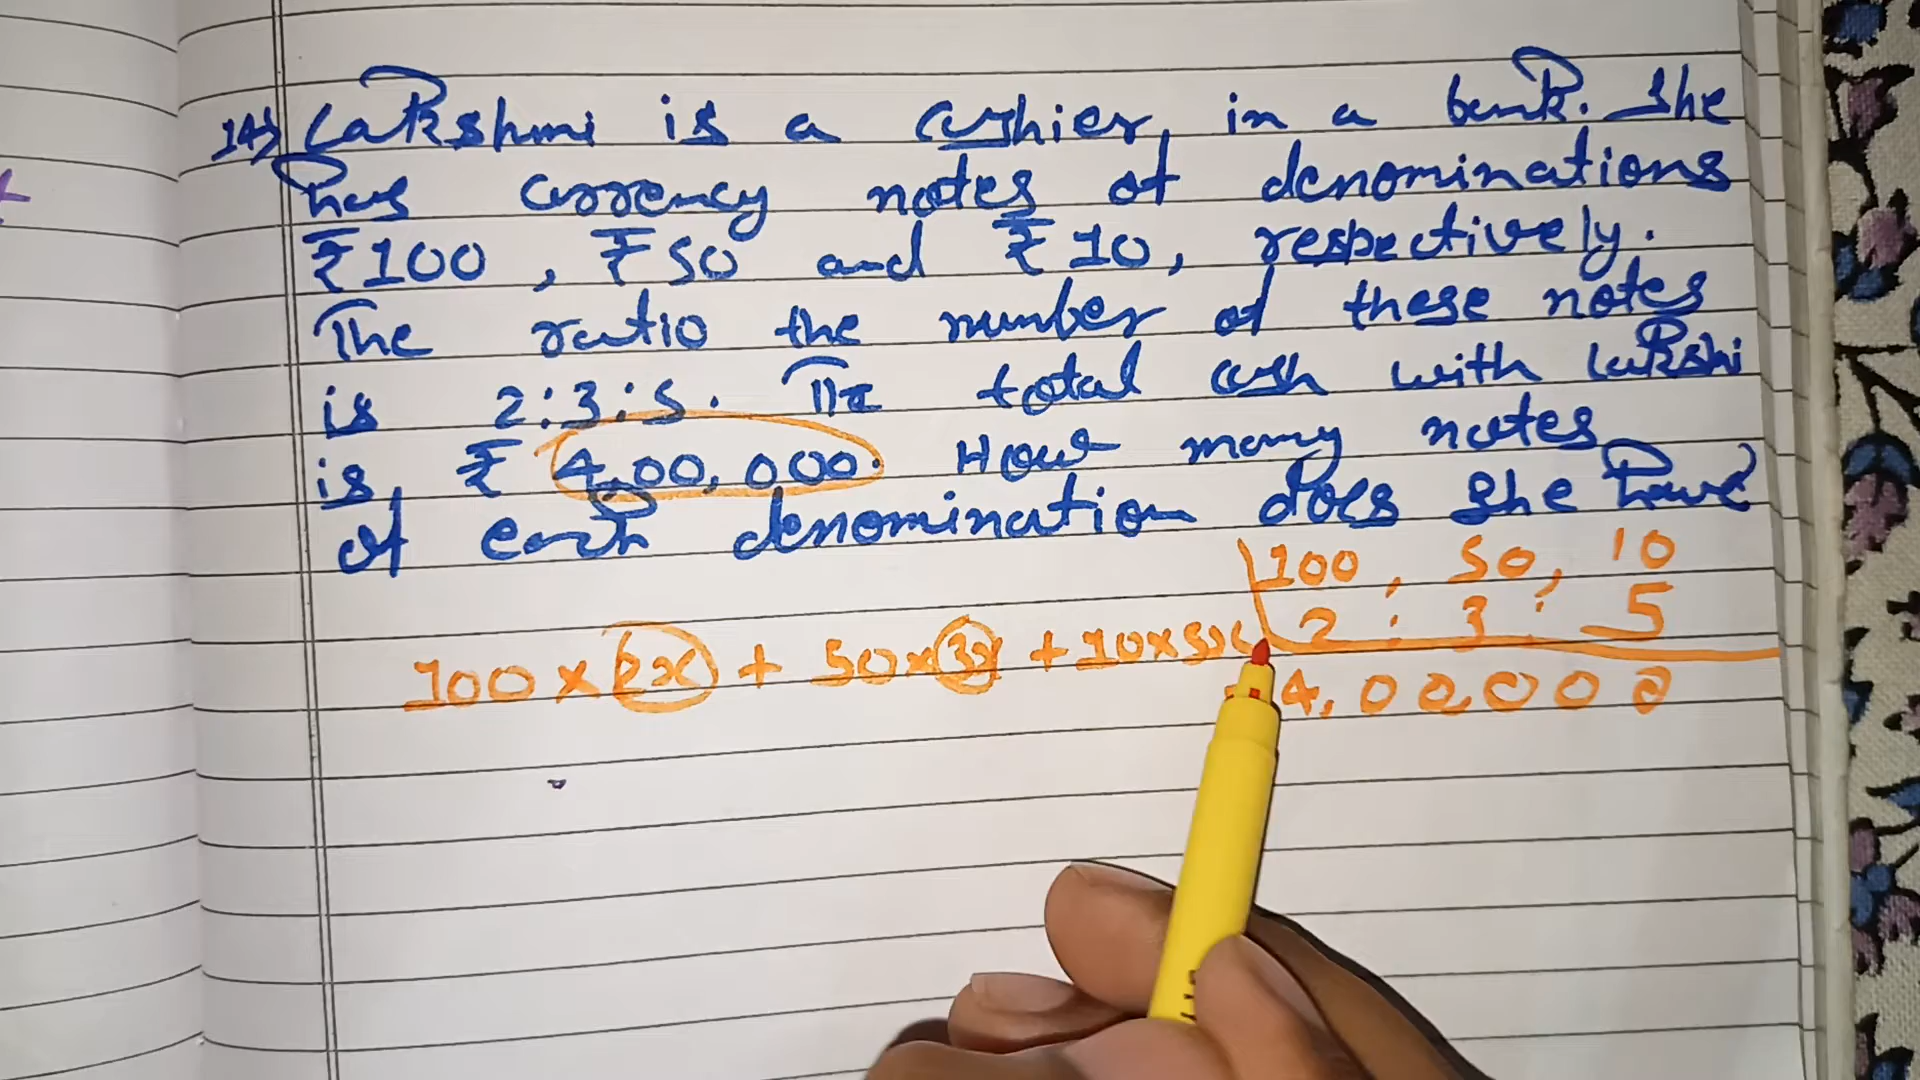 14) Lakshmi is a cashier in a bank. She
has currency notes of denominations
₹100, ₹50 and ₹10, respectively.
The ratio the number of these notes
is 2:3:5. The total cash with Lakshi
is, ₹ 4,00,000. How many notes
of each denomination does she have
100, 50, 10
2 : 3 : 5
100 × 2x + 50 × 3x + 10 × 5x = 4,00,000